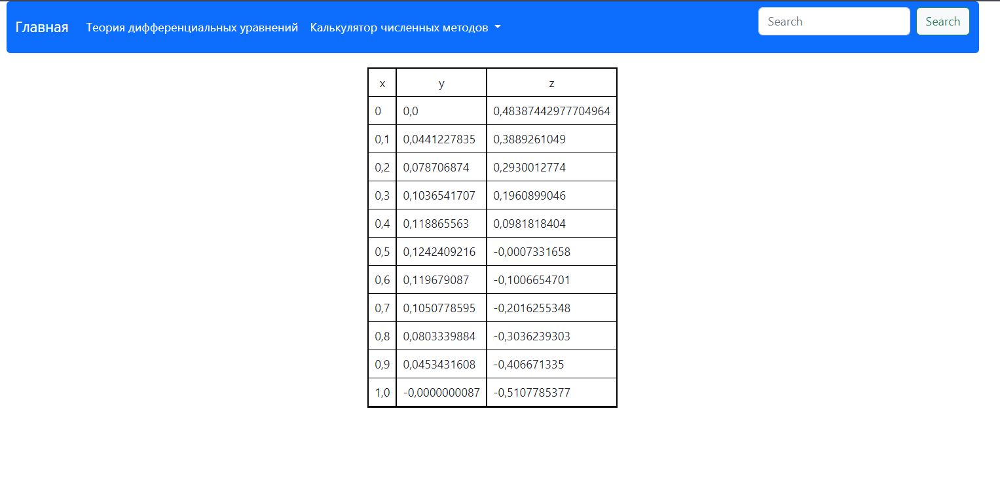 Главная Теория дифференциальных уравнений Калькулятор численных методов Search Search
x y z
0 0,0 0,48387442977704964
0,1 0,0441227835 0,3889261049
0,2 0,078706874 0,2930012774
0,3 0,1036541707 0,1960899046
0,4 0,118865563 0,0981818404
0,5 0,1242409216 -0,0007331658
0,6 0,119679087 -0,1006654701
0,7 0,1050778595 -0,2016255348
0,8 0,0803339884 -0,3036239303
0,9 0,0453431608 -0,406671335
1,0 -0,0000000087 -0,5107785377